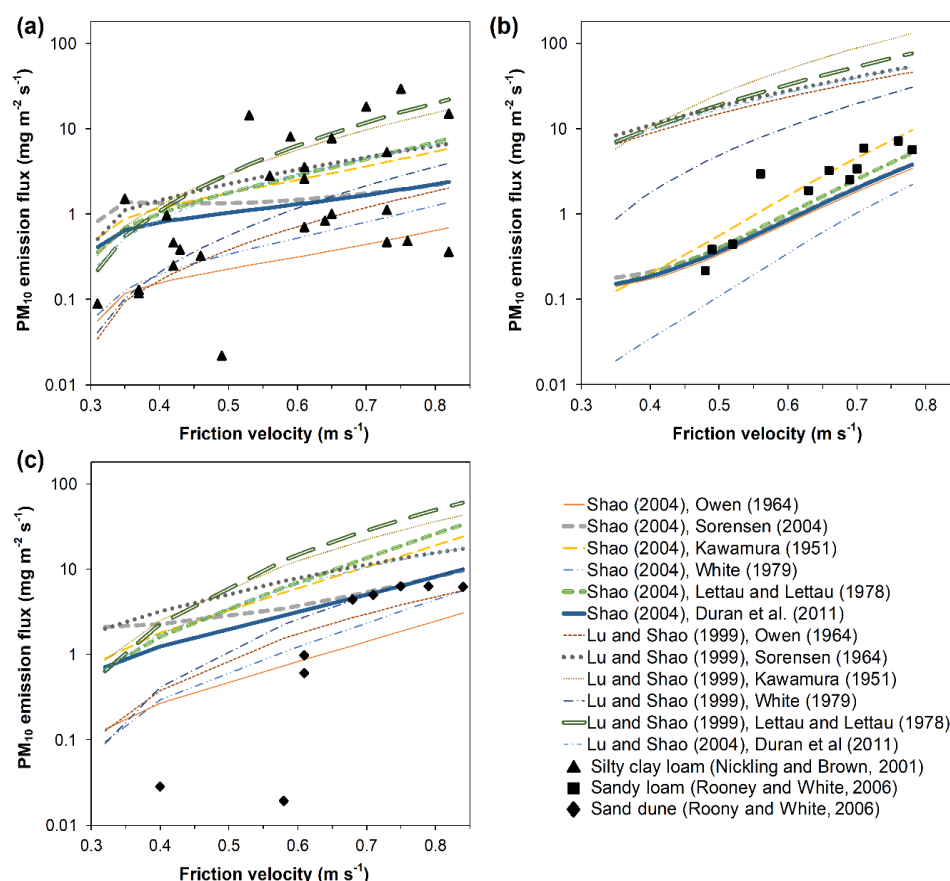 (a)
PM10 emission flux (mg m-2 s-1)
100
10
1
0.1
0.01
0.3 0.4 0.5 0.6 0.7 0.8
Friction velocity (m s-1)
(b)
PM10 emission flux (mg m-2 s-1)
100
10
1
0.1
0.01
0.3 0.4 0.5 0.6 0.7 0.8
Friction velocity (m s-1)
(c)
PM10 emission flux (mg m-2 s-1)
100
10
1
0.1
0.01
0.3 0.4 0.5 0.6 0.7 0.8
Friction velocity (m s-1)
Shao (2004), Owen (1964)
Shao (2004), Sorensen (2004)
Shao (2004), Kawamura (1951)
Shao (2004), White (1979)
Shao (2004), Lettau and Lettau (1978)
Shao (2004), Duran et al. (2011)
Lu and Shao (1999), Owen (1964)
Lu and Shao (1999), Sorensen (1964)
Lu and Shao (1999), Kawamura (1951)
Lu and Shao (1999), White (1979)
Lu and Shao (1999), Lettau and Lettau (1978)
Lu and Shao (2004), Duran et al (2011)
Silty clay loam (Nickling and Brown, 2001)
Sandy loam (Rooney and White, 2006)
Sand dune (Roony and White, 2006)